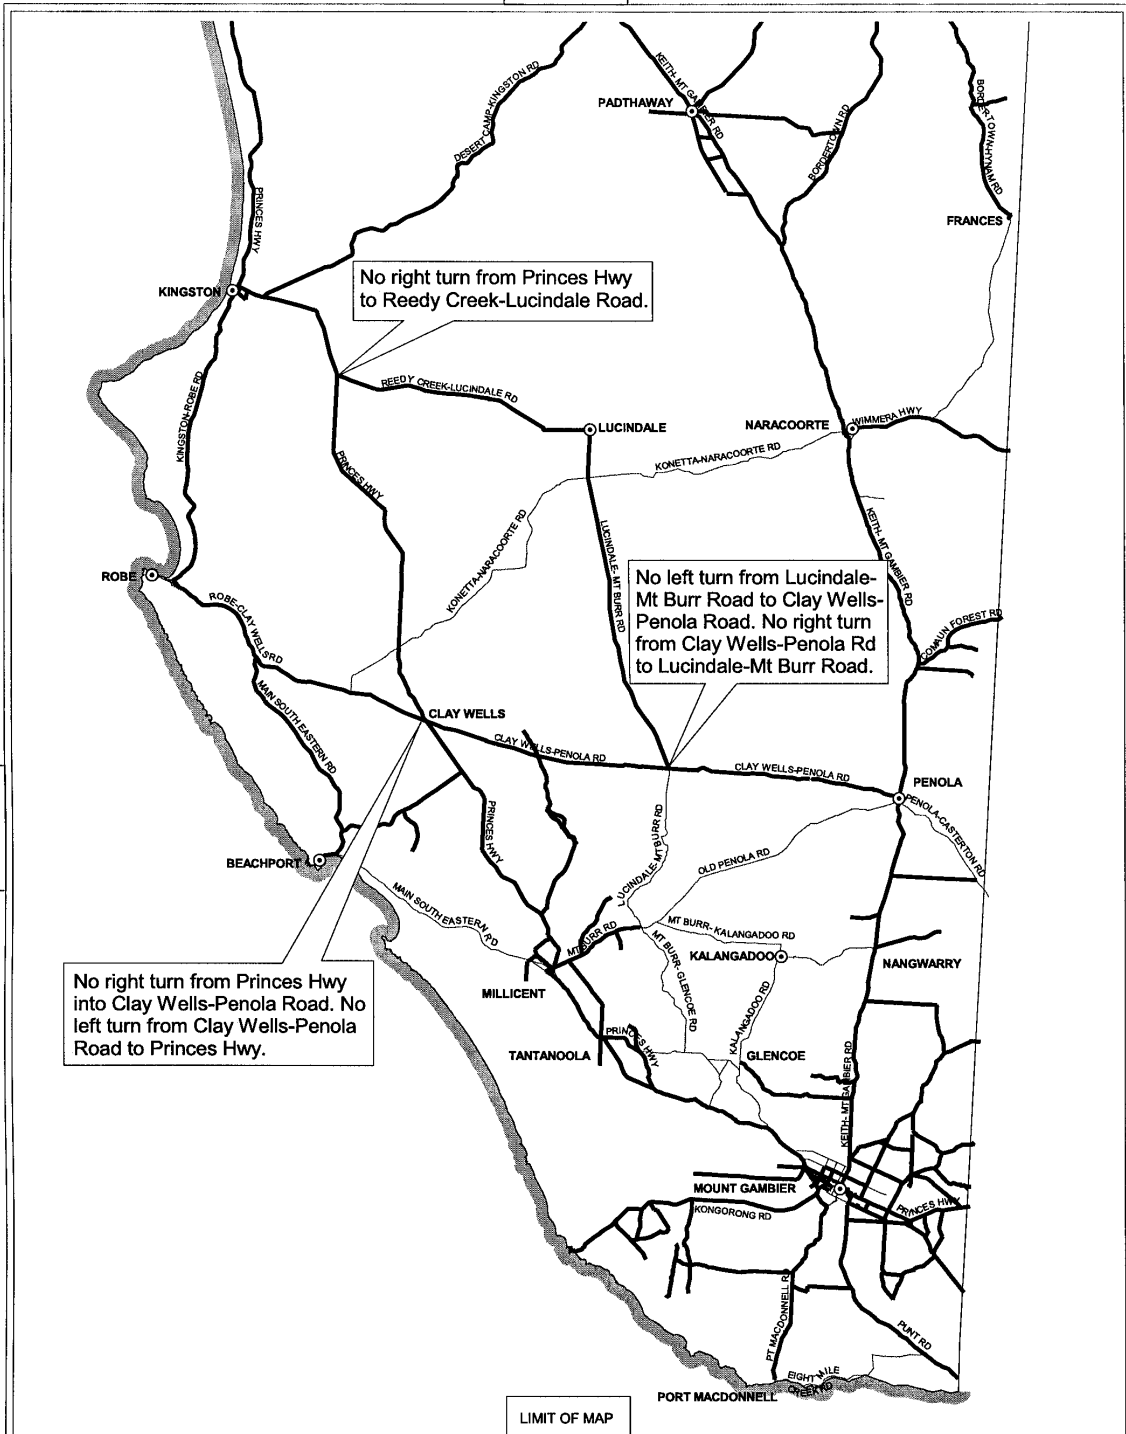 KEITH- MT GAMBIER RD
PADTHAWAY
DESERT CAMP-KINGSTON RD
BORDERTOWN RD
BORDER-TOWN-HYNAM RD
PRINCES HWY
FRANCES
KINGSTON
No right turn from Princes Hwy
to Reedy Creek-Lucindale Road.
KINGSTON-ROBE RD
REEDY CREEK-LUCINDALE RD
LUCINDALE
NARACOORTE
WIMMERA HWY
KONETTA-NARACOORTE RD
PRINCES HWY
KONETTA-NARACOORTE RD
LUCINDALE- MT BURR RD
KEITH- MT GAMBIER RD
ROBE
ROBE-CLAY WELLS RD
No left turn from Lucindale-
Mt Burr Road to Clay Wells-
Penola Road. No right turn
from Clay Wells-Penola Rd
to Lucindale-Mt Burr Road.
COMAUN FOREST RD
MAIN SOUTH EASTERN RD
CLAY WELLS
CLAY WELLS-PENOLA RD
CLAY WELLS-PENOLA RD
PENOLA
PENOLA-CASTERTON RD
PRINCES HWY
LUCINDALE-MT BURR RD
OLD PENOLA RD
BEACHPORT
MAIN SOUTH EASTERN RD
MT BURR RD
MT BURR- KALANGADOO RD
MT BURR- GLENCOE RD
KALANGADOO
NANGWARRY
No right turn from Princes Hwy
into Clay Wells-Penola Road. No
left turn from Clay Wells-Penola
Road to Princes Hwy.
MILLICENT
KALANGADOO RD
TANTANOOLA
PRINCES HWY
GLENCOE
KEITH- MT GAMBIER RD
MOUNT GAMBIER
KONGORONG RD
PRINCES HWY
PT MACDONNELL RD
PUNT RD
EIGHT MILE
CREEK RD
PORT MACDONNELL
LIMIT OF MAP